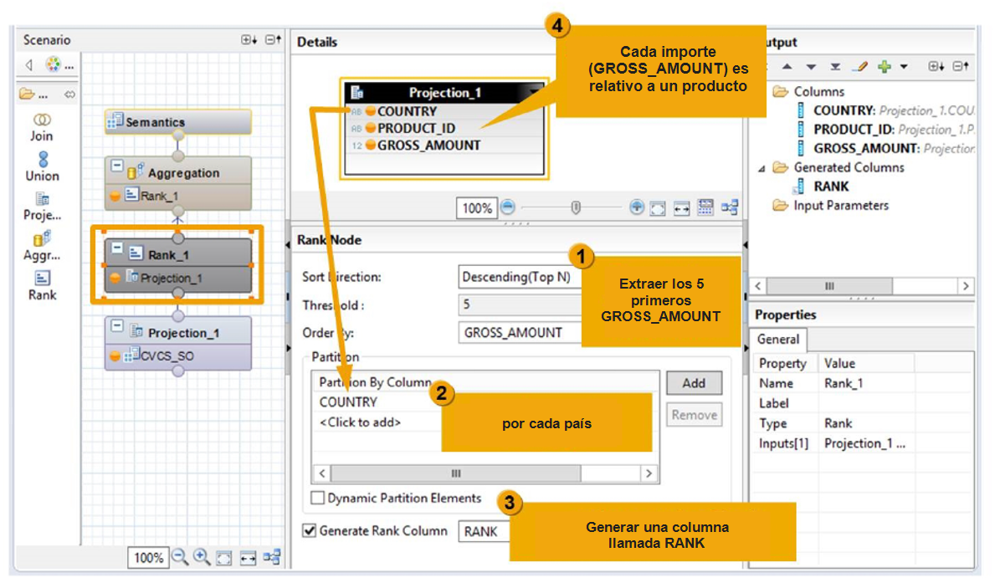 Scenario
...
...
Join
Union
Proje...
Aggr...
Rank
Semantics
Aggregation
Rank_1
Rank_1
Projection_1
Projection_1
CVCS_SO
100%
Details
Projection_1
AB COUNTRY
AB PRODUCT_ID
12 GROSS_AMOUNT
4
Cada importe
(GROSS_AMOUNT) es
relativo a un producto
100%
Rank Node
Sort Direction:
Descending(Top N)
Threshold :
5
Order By:
GROSS_AMOUNT
1
Extraer los 5
primeros
GROSS_AMOUNT
Partition
Partition By Column
COUNTRY
<Click to add>
Add
Remove
2
por cada país
Dynamic Partition Elements
Generate Rank Column
RANK
3
Generar una columna
llamada RANK
utput
Columns
COUNTRY: Projection_1.COU
PRODUCT_ID: Projection_1.P
GROSS_AMOUNT: Projection
Generated Columns
RANK
Input Parameters
Properties
General
Property Value
Name Rank_1
Label
Type Rank
Inputs[1] Projection_1 ...